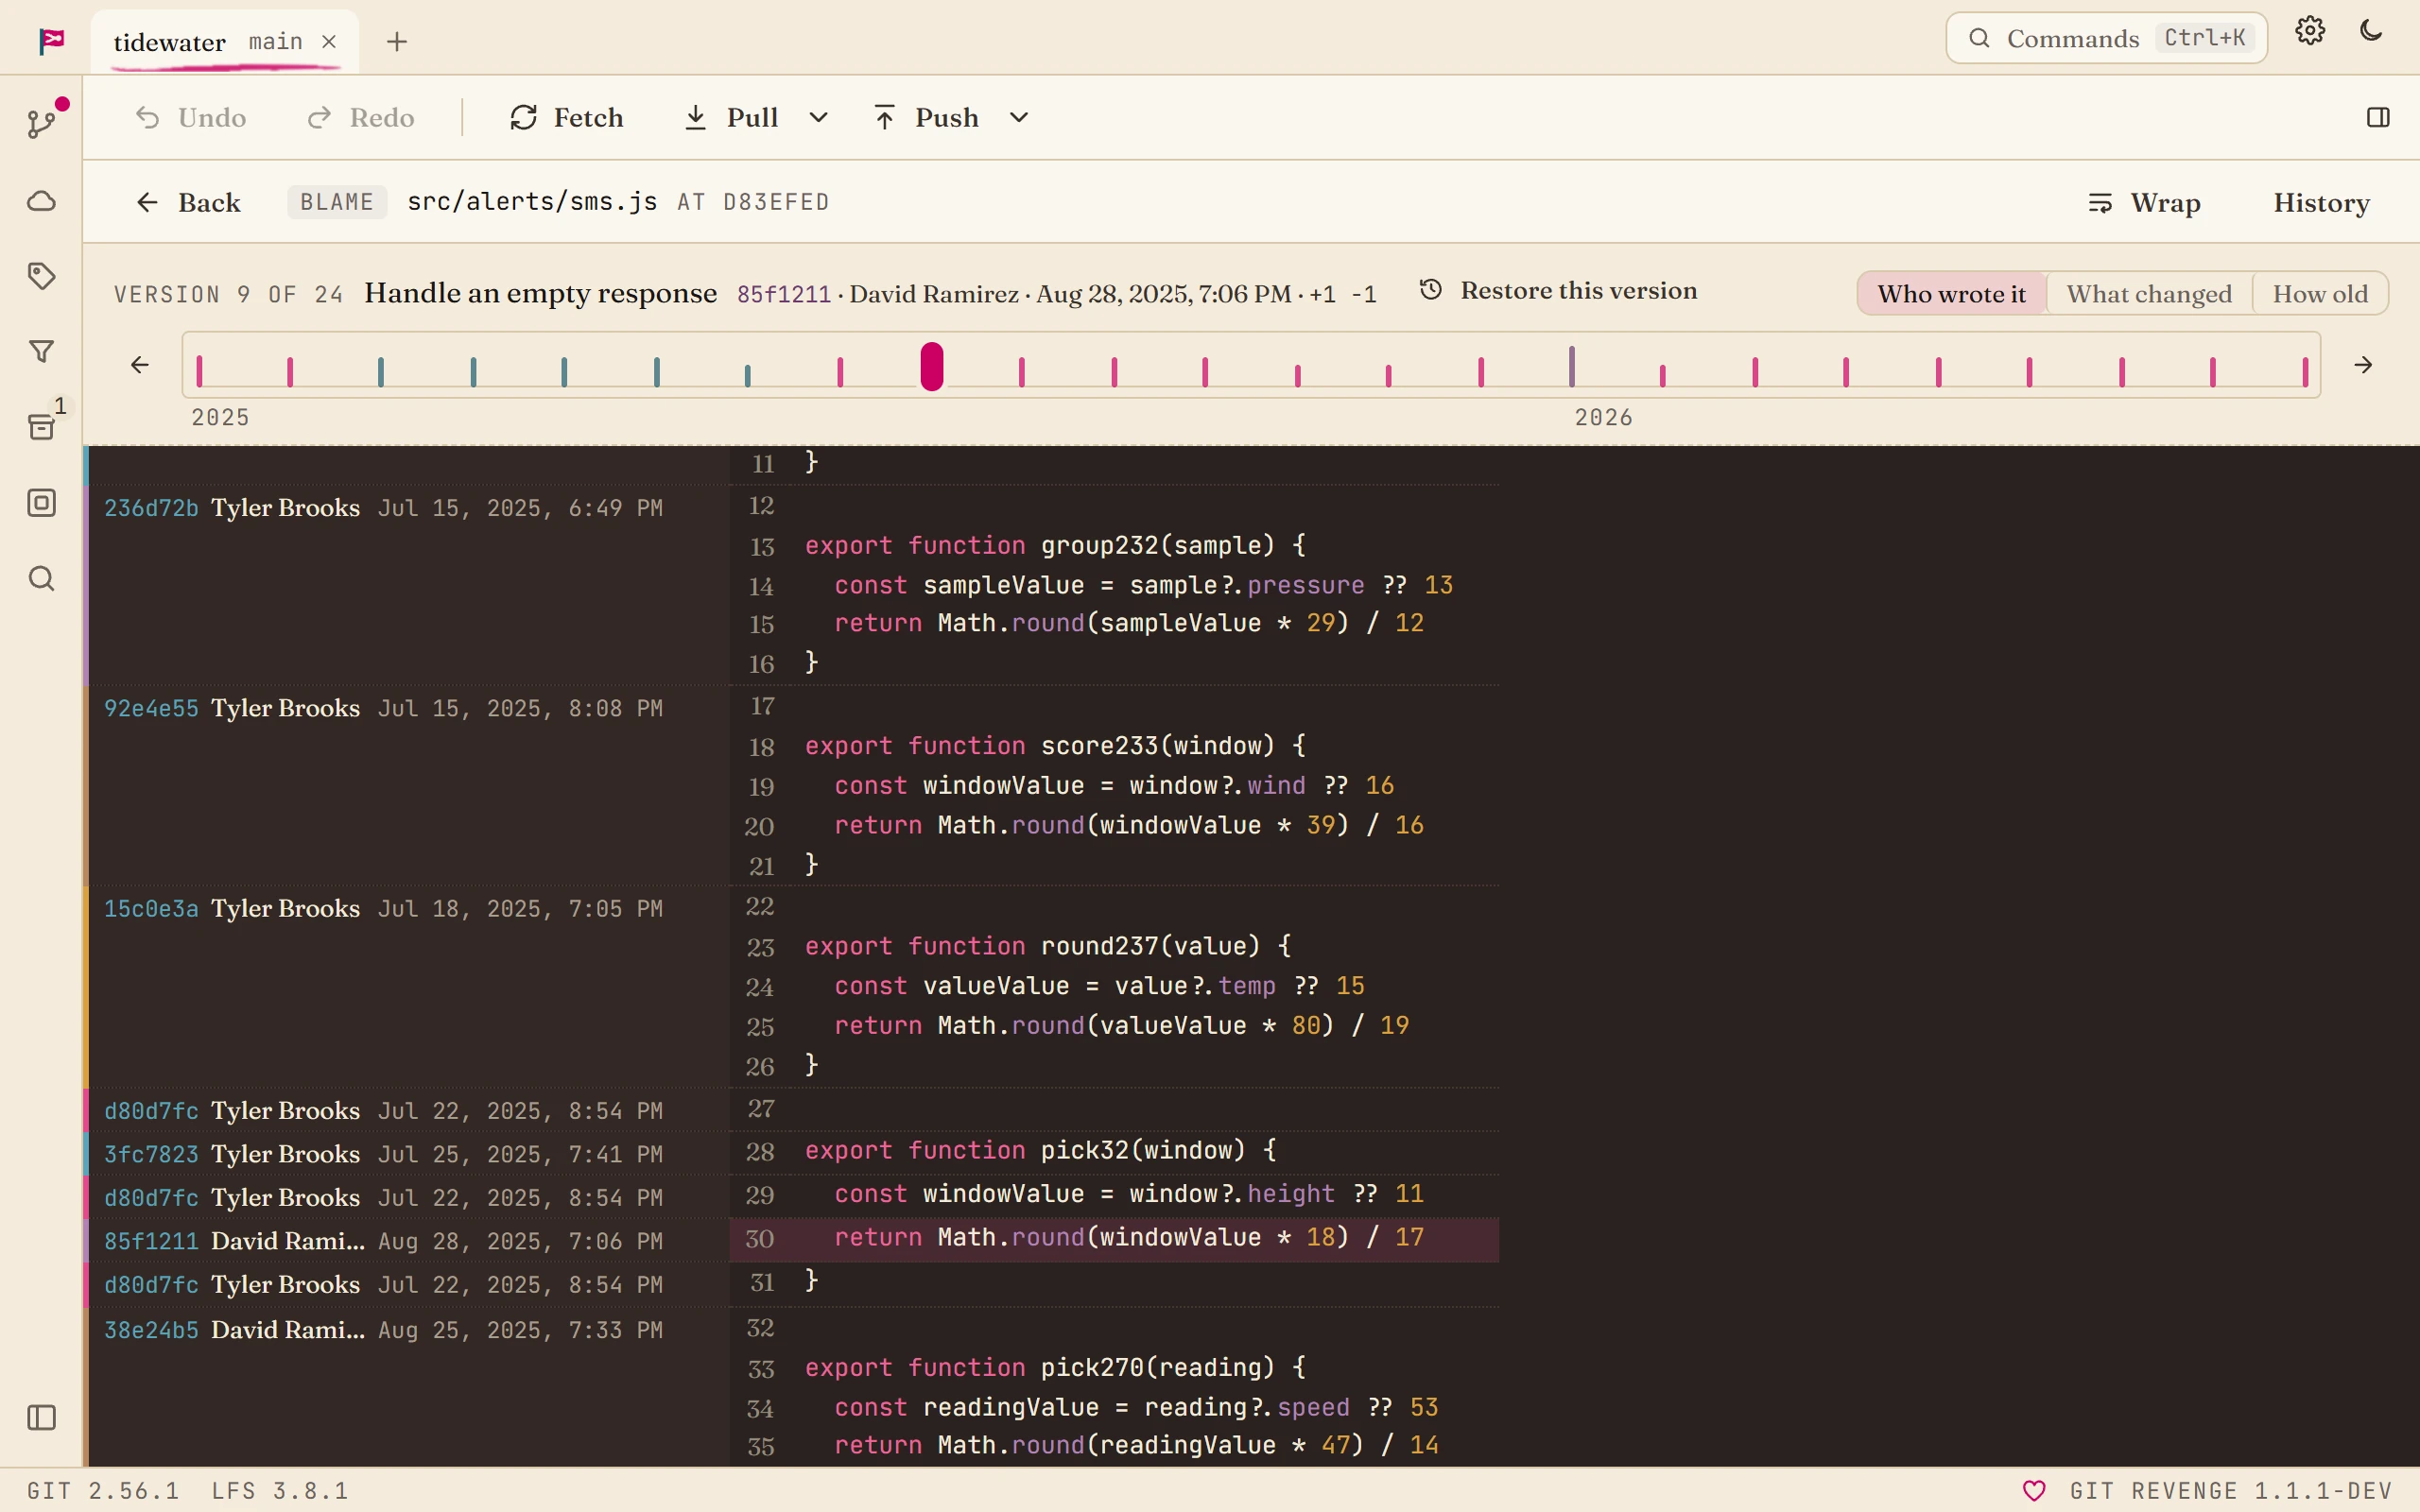 tidewater main
Commands Ctrl+K
Undo Redo Fetch Pull Push
Back BLAME src/alerts/sms.js AT D83EFED Wrap History
VERSION 9 OF 24 Handle an empty response 85f1211 · David Ramirez · Aug 28, 2025, 7:06 PM · +1 -1 Restore this version Who wrote it What changed How old
2025 2026
1
11 }
236d72b Tyler Brooks Jul 15, 2025, 6:49 PM 12
13 export function group232(sample) {
14 const sampleValue = sample?.pressure ?? 13
15 return Math.round(sampleValue * 29) / 12
16 }
92e4e55 Tyler Brooks Jul 15, 2025, 8:08 PM 17
18 export function score233(window) {
19 const windowValue = window?.wind ?? 16
20 return Math.round(windowValue * 39) / 16
21 }
15c0e3a Tyler Brooks Jul 18, 2025, 7:05 PM 22
23 export function round237(value) {
24 const valueValue = value?.temp ?? 15
25 return Math.round(valueValue * 80) / 19
26 }
d80d7fc Tyler Brooks Jul 22, 2025, 8:54 PM 27
3fc7823 Tyler Brooks Jul 25, 2025, 7:41 PM 28 export function pick32(window) {
d80d7fc Tyler Brooks Jul 22, 2025, 8:54 PM 29 const windowValue = window?.height ?? 11
85f1211 David Rami... Aug 28, 2025, 7:06 PM 30 return Math.round(windowValue * 18) / 17
d80d7fc Tyler Brooks Jul 22, 2025, 8:54 PM 31 }
38e24b5 David Rami... Aug 25, 2025, 7:33 PM 32
33 export function pick270(reading) {
34 const readingValue = reading?.speed ?? 53
35 return Math.round(readingValue * 47) / 14
GIT 2.56.1 LFS 3.8.1 GIT REVENGE 1.1.1-DEV